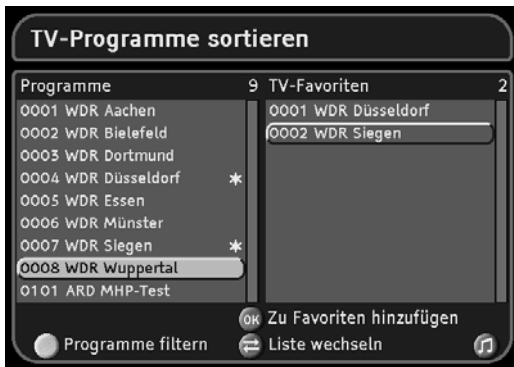 TV-Programme sortieren
Programme 9
0001 WDR Aachen
0002 WDR Bielefeld
0003 WDR Dortmund
0004 WDR Düsseldorf *
0005 WDR Essen
0006 WDR Münster
0007 WDR Siegen *
0008 WDR Wuppertal
0101 ARD MHP-Test
TV-Favoriten 2
0001 WDR Düsseldorf
0002 WDR Siegen
OK Zu Favoriten hinzufügen
Programme filtern
Liste wechseln